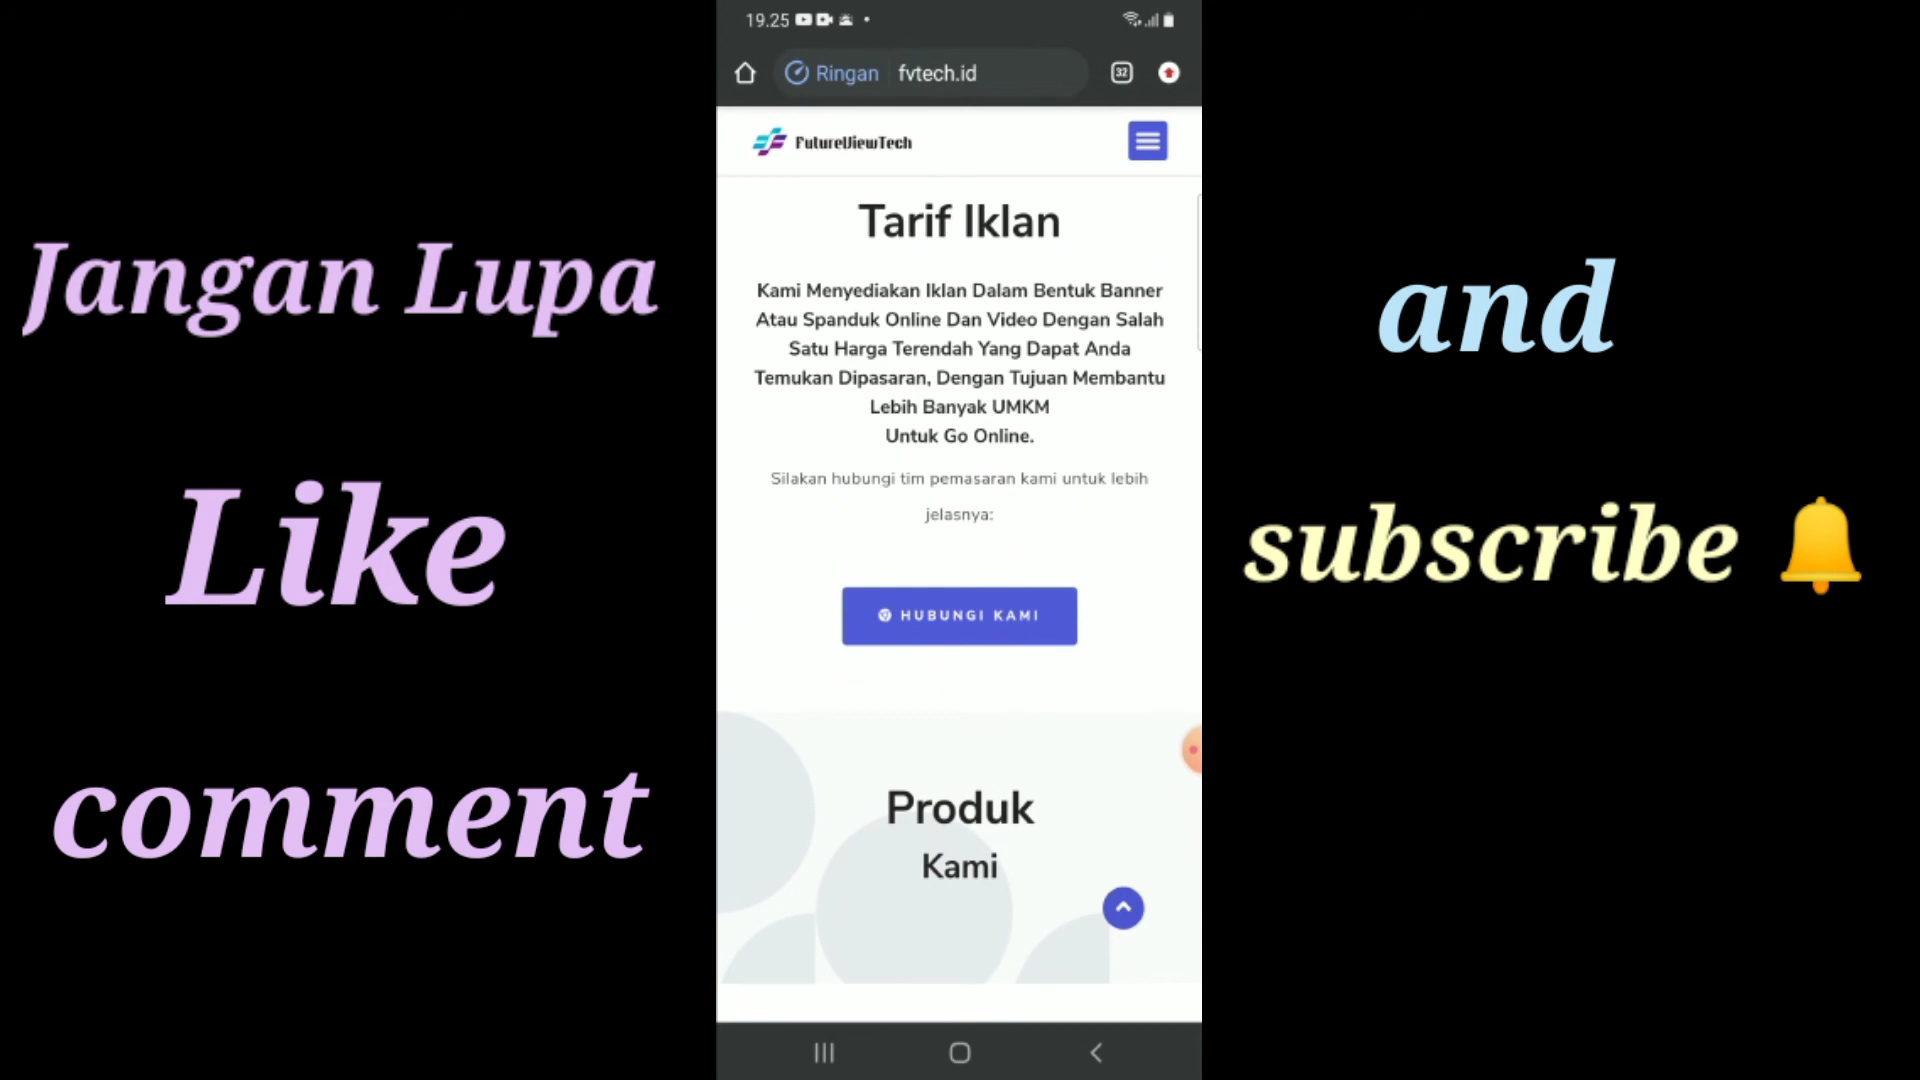 19.25
Ringan fvtech.id
32
FutureViewTech
Tarif Iklan
Kami Menyediakan Iklan Dalam Bentuk Banner
Atau Spanduk Online Dan Video Dengan Salah
Satu Harga Terendah Yang Dapat Anda
Temukan Dipasaran, Dengan Tujuan Membantu
Lebih Banyak UMKM
Untuk Go Online.
Silakan hubungi tim pemasaran kami untuk lebih
jelasnya:
HUBUNGI KAMI
Produk
Kami
Jangan Lupa
Like
comment
and
subscribe 🔔